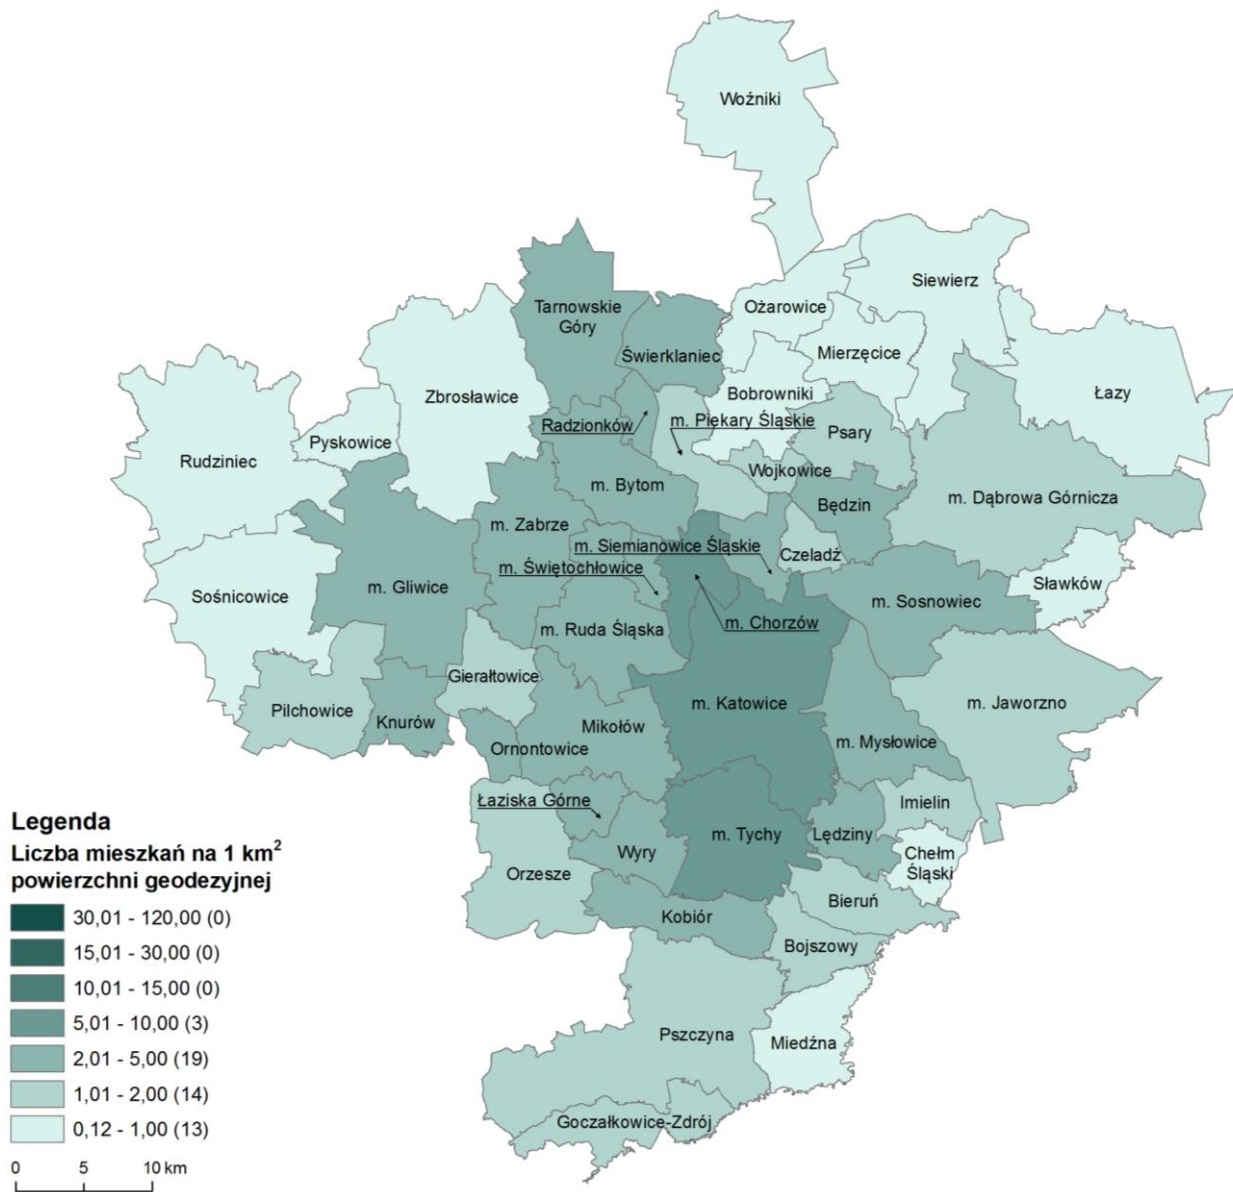 Woźniki
Siewierz
Ożarowice
Tarnowskie
Góry
Mierzęcice
Świerklaniec
Łazy
Zbrosławice
Bobrowniki
Radzionków
m. Piekary Śląskie
Psary
Pyskowice
Rudziniec
Wojkowice
m. Bytom
m. Dąbrowa Górnicza
Będzin
m. Zabrze
m. Siemianowice Śląskie
Czeladź
m. Świętochłowice
Sławków
m. Gliwice
Sośnicowice
m. Sosnowiec
m. Chorzów
m. Ruda Śląska
Gierałtowice
m. Katowice
m. Jaworzno
Pilchowice
Knurów
Mikołów
m. Mysłowice
Ornontowice
Łaziska Górne
Imielin
m. Tychy
Lędziny
Wyry
Chełm
Śląski
Orzesze
Bieruń
Kobiór
Bojszowy
Pszczyna
Miedźna
Goczałkowice-Zdrój
Legenda
Liczba mieszkań na 1 km²
powierzchni geodezyjnej
30,01 - 120,00 (0)
15,01 - 30,00 (0)
10,01 - 15,00 (0)
5,01 - 10,00 (3)
2,01 - 5,00 (19)
1,01 - 2,00 (14)
0,12 - 1,00 (13)
0 5 10 km